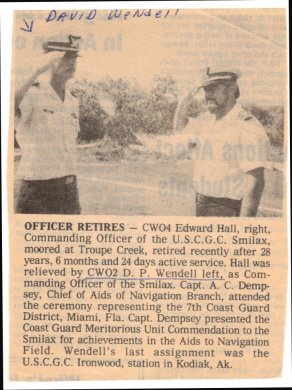 DAVID WENDELL
OFFICER RETIRES — CWO4 Edward Hall, right,
Commanding Officer of the U.S.C.G.C. Smilax,
moored at Troupe Creek, retired recently after 28
years, 6 months and 24 days active service. Hall was
relieved by CWO2 D. P. Wendell left, as Com-
manding Officer of the Smilax. Capt. A. C. Demp-
sey, Chief of Aids of Navigation Branch, attended
the ceremony representing the 7th Coast Guard
District, Miami, Fla. Capt. Dempsey presented the
Coast Guard Meritorious Unit Commendation to the
Smilax for achievements in the Aids to Navigation
Field. Wendell's last assignment was the
U.S.C.G.C. Ironwood, station in Kodiak, Ak.